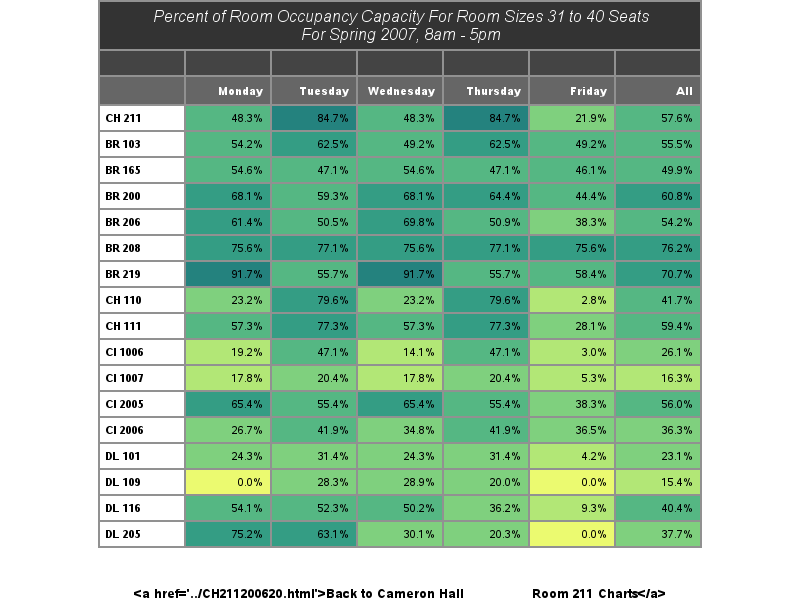 Percent of Room Occupancy Capacity For Room Sizes 31 to 40 Seats
For Spring 2007, 8am - 5pm
Monday Tuesday Wednesday Thursday Friday All
CH 211 48.3% 84.7% 48.3% 84.7% 21.9% 57.6%
BR 103 54.2% 62.5% 49.2% 62.5% 49.2% 55.5%
BR 165 54.6% 47.1% 54.6% 47.1% 46.1% 49.9%
BR 200 68.1% 59.3% 68.1% 64.4% 44.4% 60.8%
BR 206 61.4% 50.5% 69.8% 50.9% 38.3% 54.2%
BR 208 75.6% 77.1% 75.6% 77.1% 75.6% 76.2%
BR 219 91.7% 55.7% 91.7% 55.7% 58.4% 70.7%
CH 110 23.2% 79.6% 23.2% 79.6% 2.8% 41.7%
CH 111 57.3% 77.3% 57.3% 77.3% 28.1% 59.4%
CI 1006 19.2% 47.1% 14.1% 47.1% 3.0% 26.1%
CI 1007 17.8% 20.4% 17.8% 20.4% 5.3% 16.3%
CI 2005 65.4% 55.4% 65.4% 55.4% 38.3% 56.0%
CI 2006 26.7% 41.9% 34.8% 41.9% 36.5% 36.3%
DL 101 24.3% 31.4% 24.3% 31.4% 4.2% 23.1%
DL 109 0.0% 28.3% 28.9% 20.0% 0.0% 15.4%
DL 116 54.1% 52.3% 50.2% 36.2% 9.3% 40.4%
DL 205 75.2% 63.1% 30.1% 20.3% 0.0% 37.7%
<a href='../CH211200620.html'>Back to Cameron Hall Room 211 Charts</a>